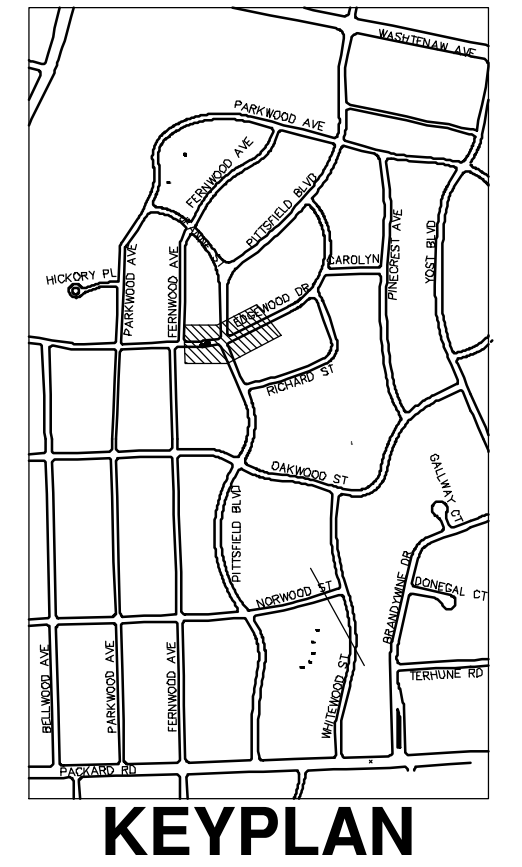 WASHTENAW AVE
PARKWOOD AVE
FERNWOOD AVE
PITTSFIELD BLVD
PINECREST AVE
YOST BLVD
CAROLYN
HICKORY PL
PARKWOOD AVE
FERNWOOD AVE
EDGEWOOD DR
RICHARD ST
OAKWOOD ST
GALLWAY CT
PITTSFIELD BLVD
BRANDYWINE DR
DONEGAL CT
NORWOOD ST
BELLWOOD AVE
PARKWOOD AVE
FERNWOOD AVE
WHITEWOOD ST
TERHUNE RD
PACKARD RD
KEYPLAN